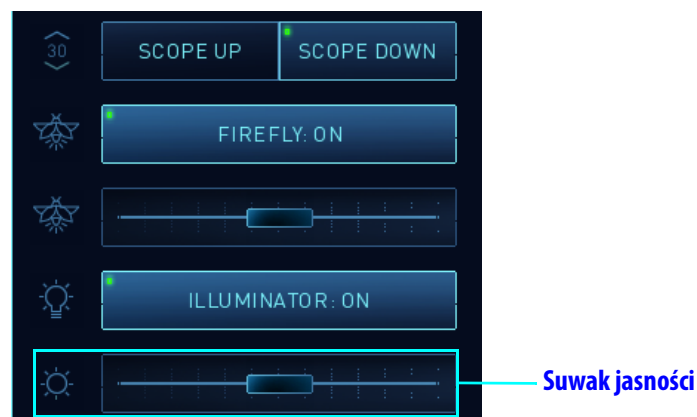 30
SCOPE UP
SCOPE DOWN
FIREFLY: ON
ILLUMINATOR: ON
Suwak jasności